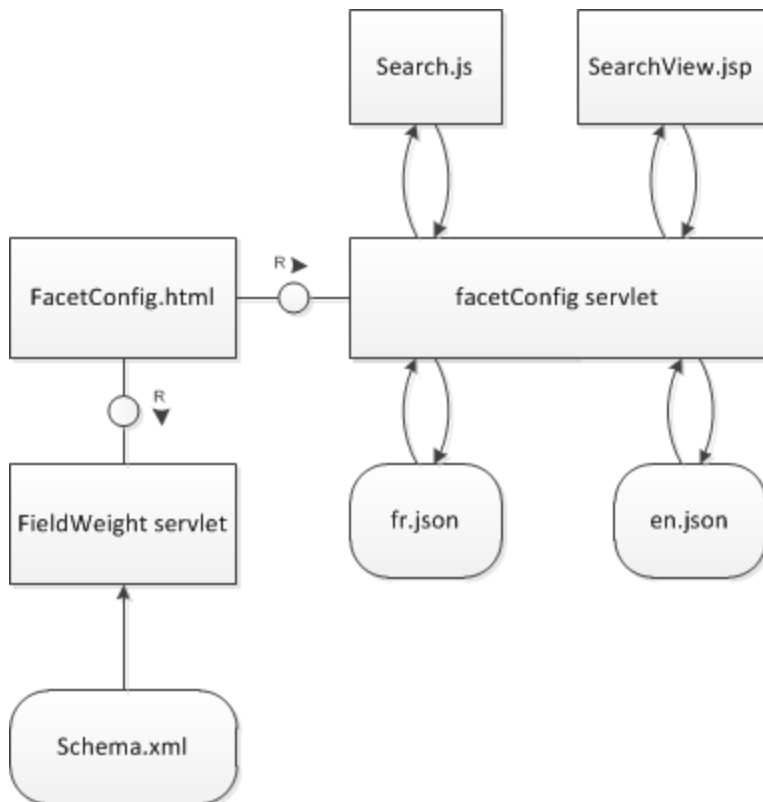 Search.js
SearchView.jsp
R
FacetConfig.html
facetConfig servlet
R
FieldWeight servlet
fr.json
en.json
Schema.xml